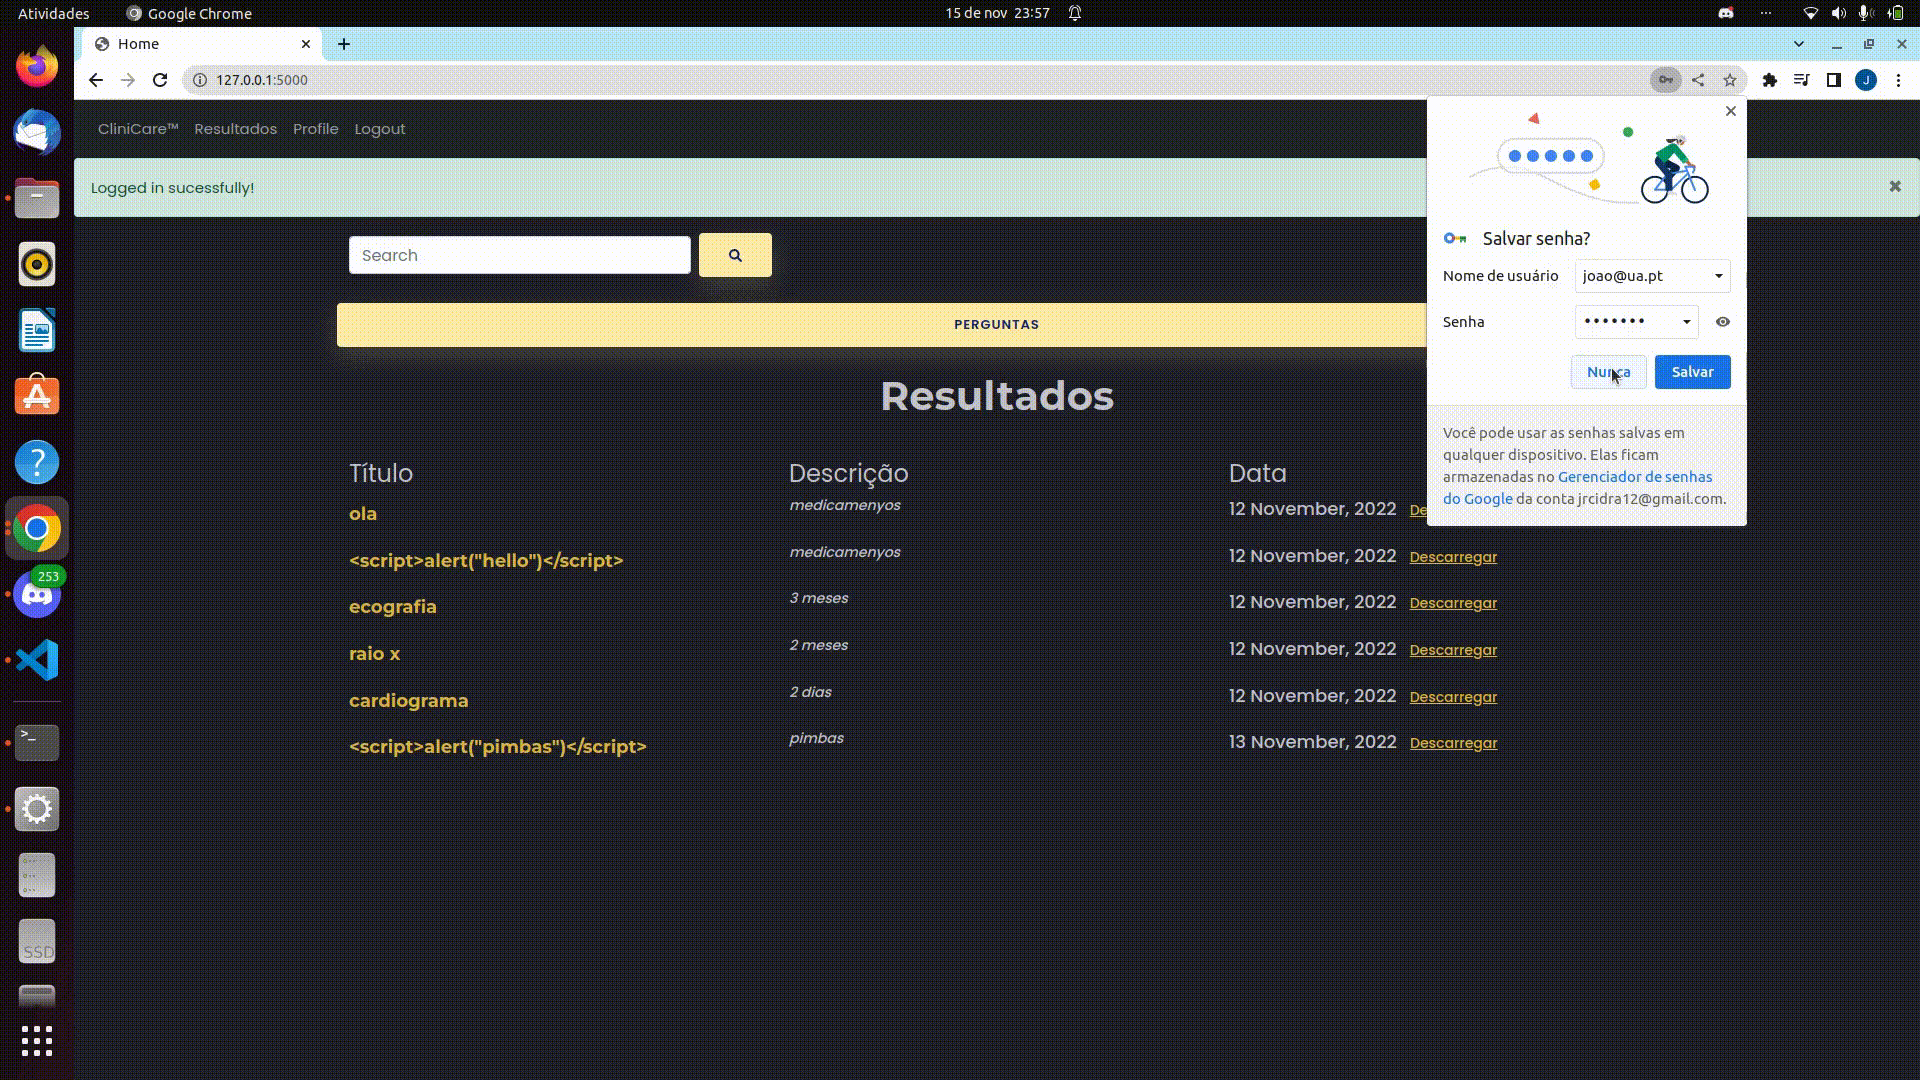 Atividades
Google Chrome
15 de nov 23:57
Home
127.0.0.1:5000
J
CliniCare™ Resultados Profile Logout
Logged in sucessfully!
Search
PERGUNTAS
Resultados
Título Descrição Data
ola medicamenyos 12 November, 2022 De
<script>alert("hello")</script> medicamenyos 12 November, 2022 Descarregar
ecografia 3 meses 12 November, 2022 Descarregar
raio x 2 meses 12 November, 2022 Descarregar
cardiograma 2 dias 12 November, 2022 Descarregar
<script>alert("pimbas")</script> pimbas 13 November, 2022 Descarregar
Salvar senha?
Nome de usuário joao@ua.pt
Senha
Nunca Salvar
Você pode usar as senhas salvas em
qualquer dispositivo. Elas ficam
armazenadas no Gerenciador de senhas
do Google da conta jrcidra12@gmail.com.
253
SSD